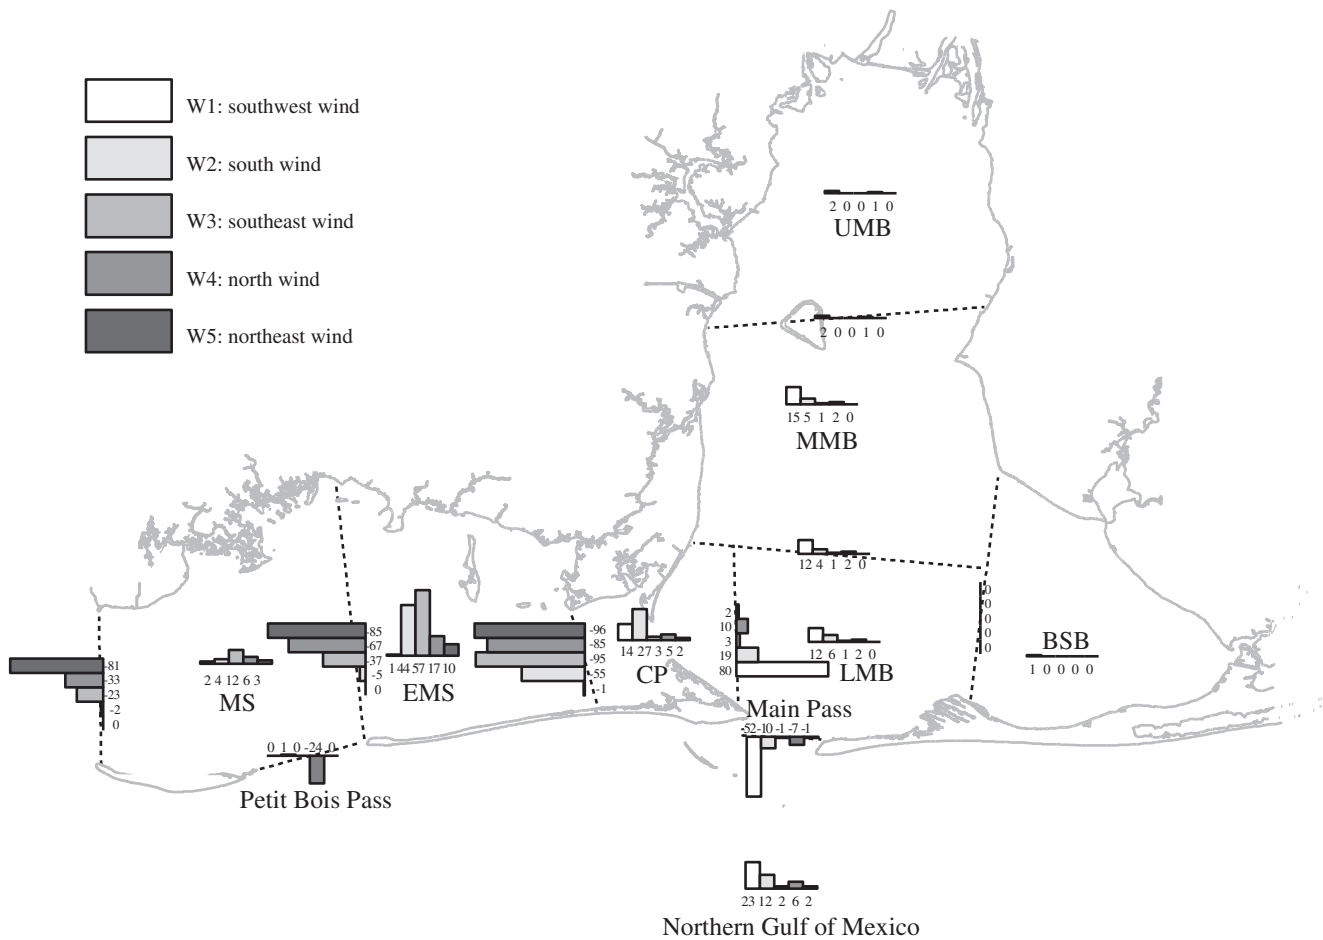 W1: southwest wind
W2: south wind
W3: southeast wind
W4: north wind
W5: northeast wind
2 0 0 1 0
UMB
2 0 0 1 0
15 5 1 2 0
MMB
12 4 1 2 0
0
0
0
0
0
BSB
1 0 0 0 0
2
10
3
19
80
12 6 1 2 0
LMB
14 27 3 5 2
CP
-96
-85
-95
-55
-1
1 44 57 17 10
EMS
-85
-67
-37
-5
0
2 4 12 6 3
MS
-81
-33
-23
-2
0
0 1 0 -24 0
Petit Bois Pass
Main Pass
-52 -10 -1 -7 -1
23 12 2 6 2
Northern Gulf of Mexico